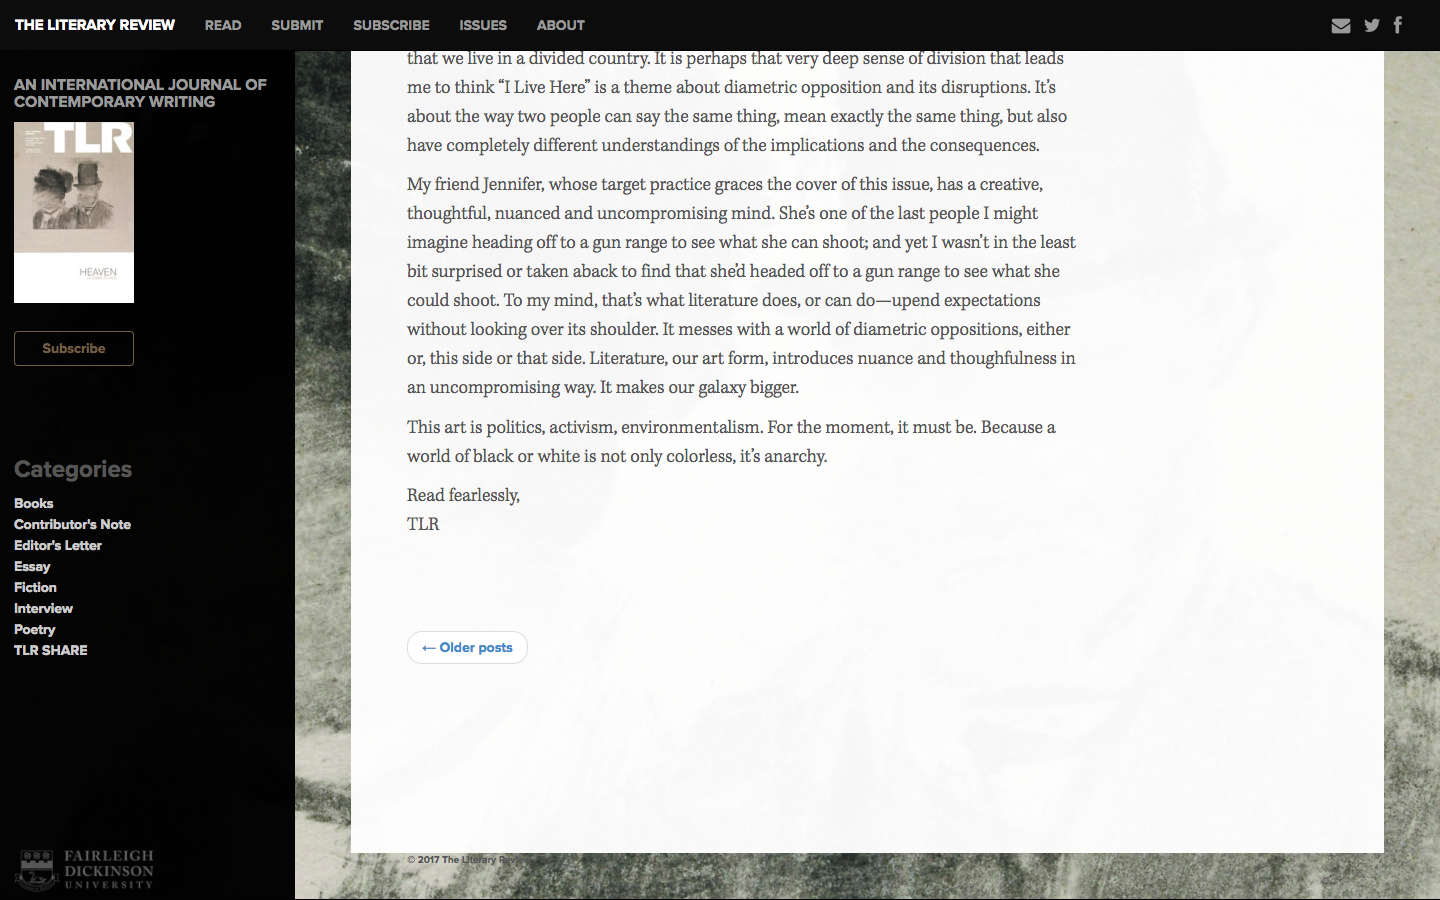 THE LITERARY REVIEW READ SUBMIT SUBSCRIBE ISSUES ABOUT
AN INTERNATIONAL JOURNAL OF
CONTEMPORARY WRITING
TLR
HEAVEN
Subscribe
Categories
Books
Contributor's Note
Editor's Letter
Essay
Fiction
Interview
Poetry
TLR SHARE
FAIRLEIGH
DICKINSON
UNIVERSITY
that we live in a divided country. It is perhaps that very deep sense of division that leads
me to think “I Live Here” is a theme about diametric opposition and its disruptions. It’s
about the way two people can say the same thing, mean exactly the same thing, but also
have completely different understandings of the implications and the consequences.
My friend Jennifer, whose target practice graces the cover of this issue, has a creative,
thoughtful, nuanced and uncompromising mind. She’s one of the last people I might
imagine heading off to a gun range to see what she can shoot; and yet I wasn’t in the least
bit surprised or taken aback to find that she’d headed off to a gun range to see what she
could shoot. To my mind, that’s what literature does, or can do—upend expectations
without looking over its shoulder. It messes with a world of diametric oppositions, either
or, this side or that side. Literature, our art form, introduces nuance and thoughtfulness in
an uncompromising way. It makes our galaxy bigger.
This art is politics, activism, environmentalism. For the moment, it must be. Because a
world of black or white is not only colorless, it’s anarchy.
Read fearlessly,
TLR
← Older posts
© 2017 The Literary Review